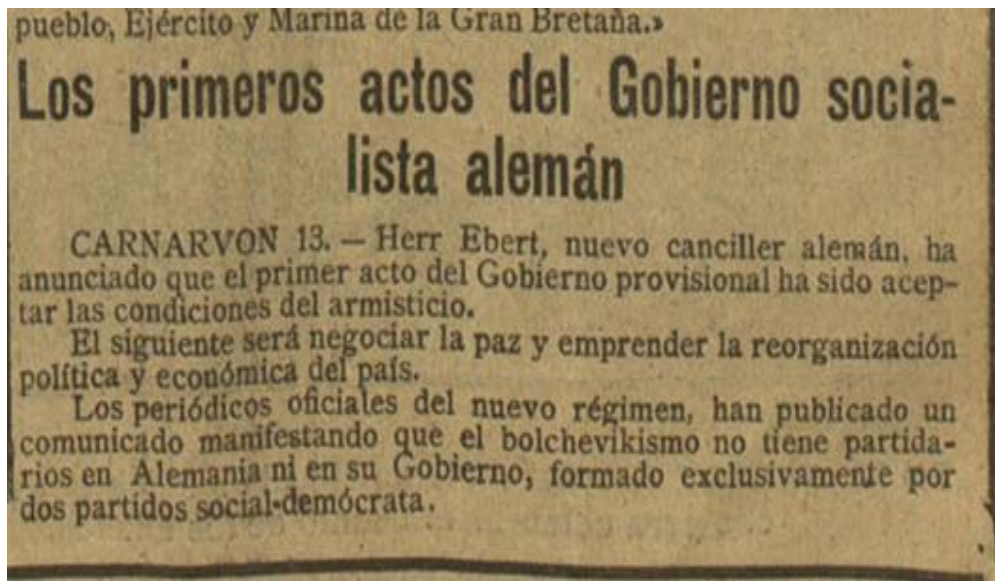 pueblo, Ejército y Marina de la Gran Bretaña.»
Los primeros actos del Gobierno socia-
lista alemán
CARNARVON 13. — Herr Ebert, nuevo canciller alemán, ha
anunciado que el primer acto del Gobierno provisional ha sido acep-
tar las condiciones del armisticio.
El siguiente será negociar la paz y emprender la reorganización
política y económica del país.
Los periódicos oficiales del nuevo régimen, han publicado un
comunicado manifestando que el bolchevikismo no tiene partida-
rios en Alemania ni en su Gobierno, formado exclusivamente por
dos partidos social-demócrata.